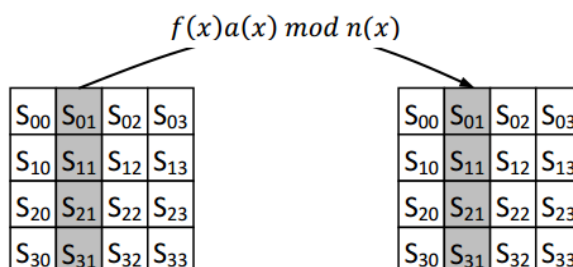 f(x)a(x) mod n(x)
S₀₀ S₀₁ S₀₂ S₀₃ S₀₀ S₀₁ S₀₂ S₀₃
S₁₀ S₁₁ S₁₂ S₁₃ S₁₀ S₁₁ S₁₂ S₁₃
S₂₀ S₂₁ S₂₂ S₂₃ S₂₀ S₂₁ S₂₂ S₂₃
S₃₀ S₃₁ S₃₂ S₃₃ S₃₀ S₃₁ S₃₂ S₃₃